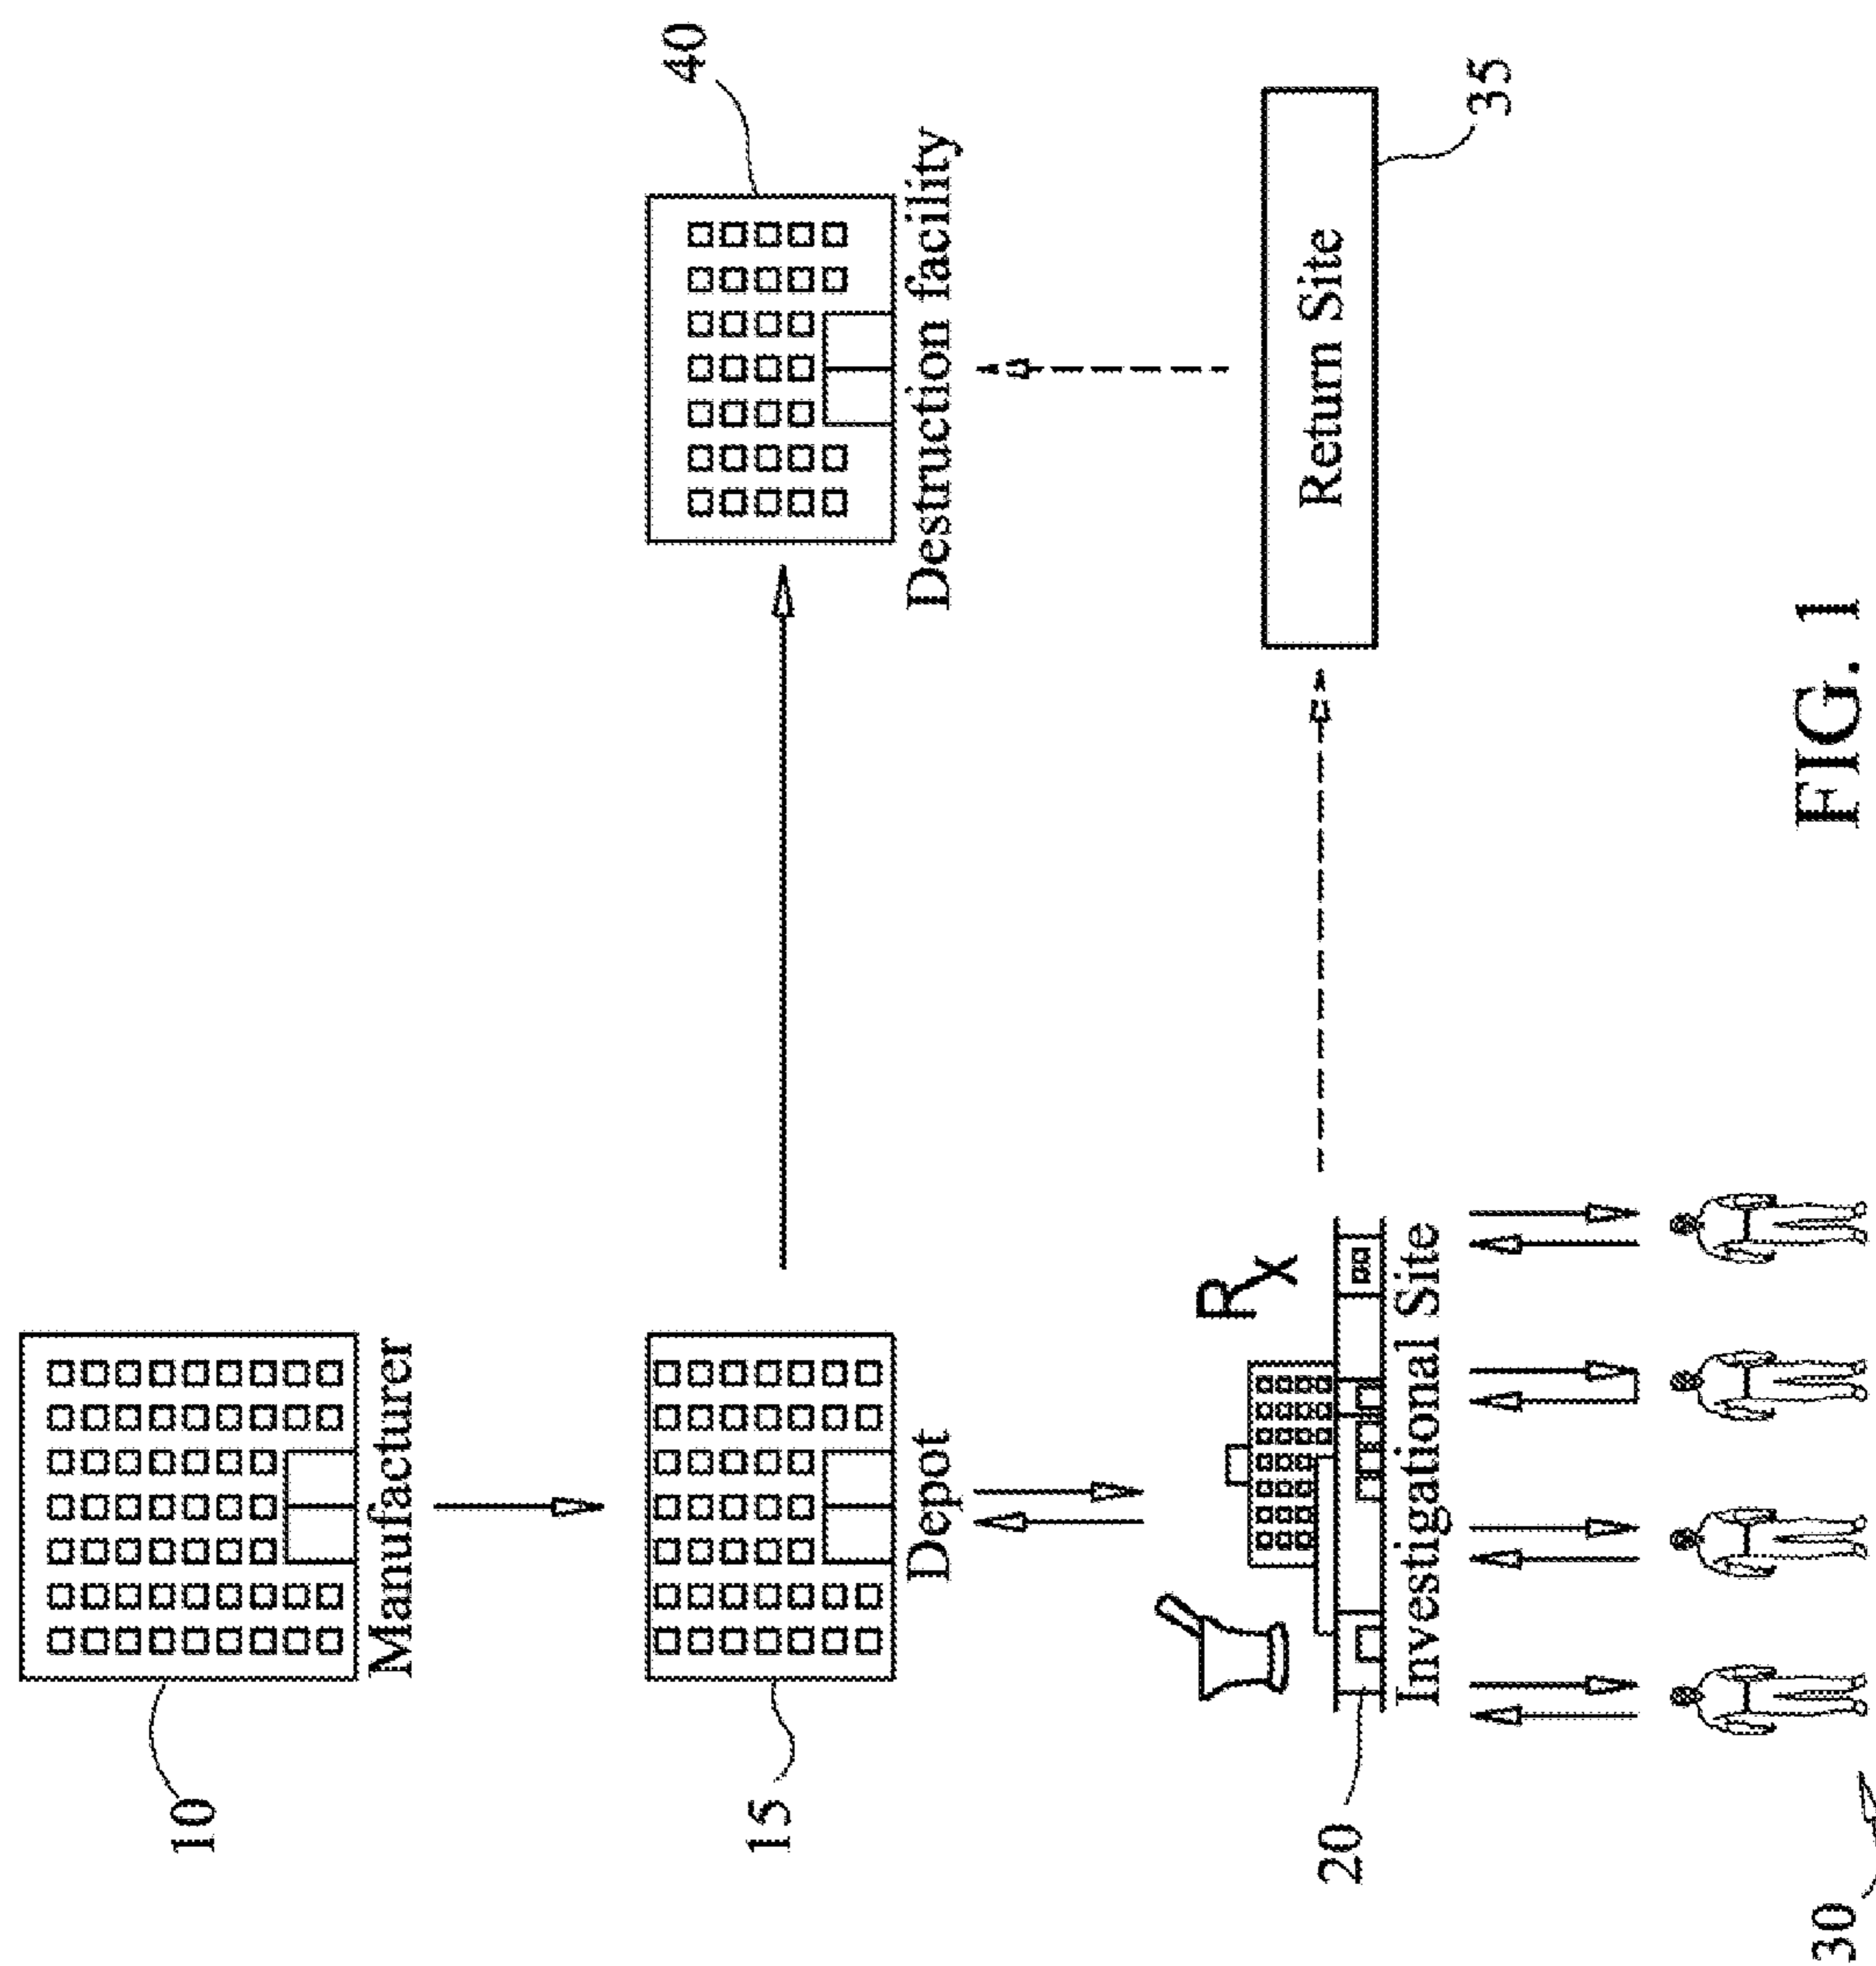 10
Manufacturer
40
15
Depot
Destruction facility
Rx
20
Investigational Site
Return Site
35
30
FIG. 1